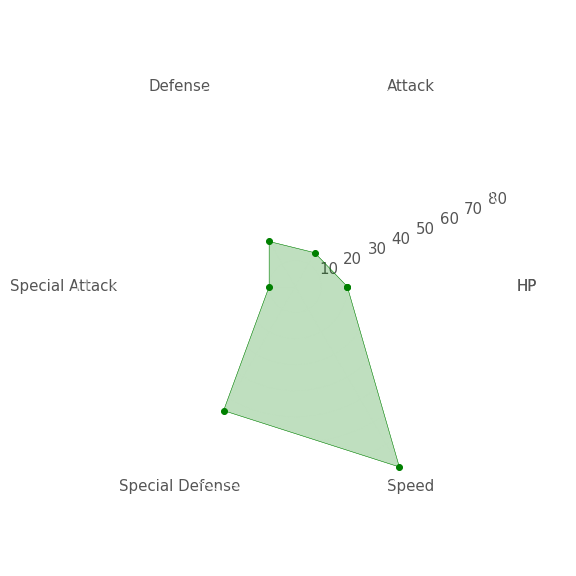 Defense
Attack
80
70
60
50
40
30
20
10
Special Attack
HP
Special Defense
Speed